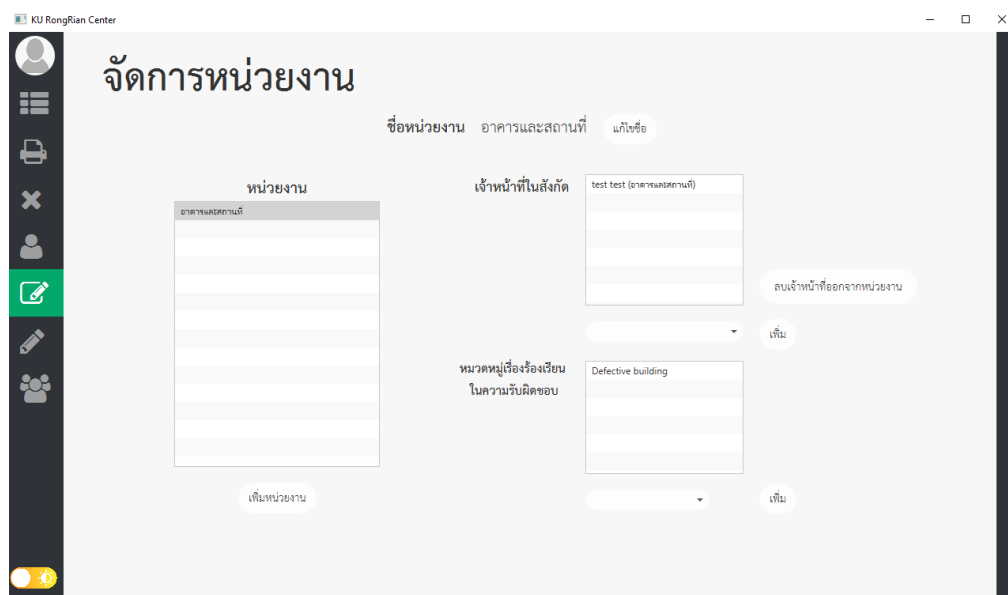 KU RongRian Center
จัดการหน่วยงาน
ชื่อหน่วยงาน อาคารและสถานที่ แก้ไขชื่อ
หน่วยงาน
อาคารและสถานที่
เพิ่มหน่วยงาน
เจ้าหน้าที่ในสังกัด
test test (อาคารและสถานที่)
ลบเจ้าหน้าที่ออกจากหน่วยงาน
เพิ่ม
หมวดหมู่เรื่องร้องเรียน
ในความรับผิดชอบ
Defective building
เพิ่ม